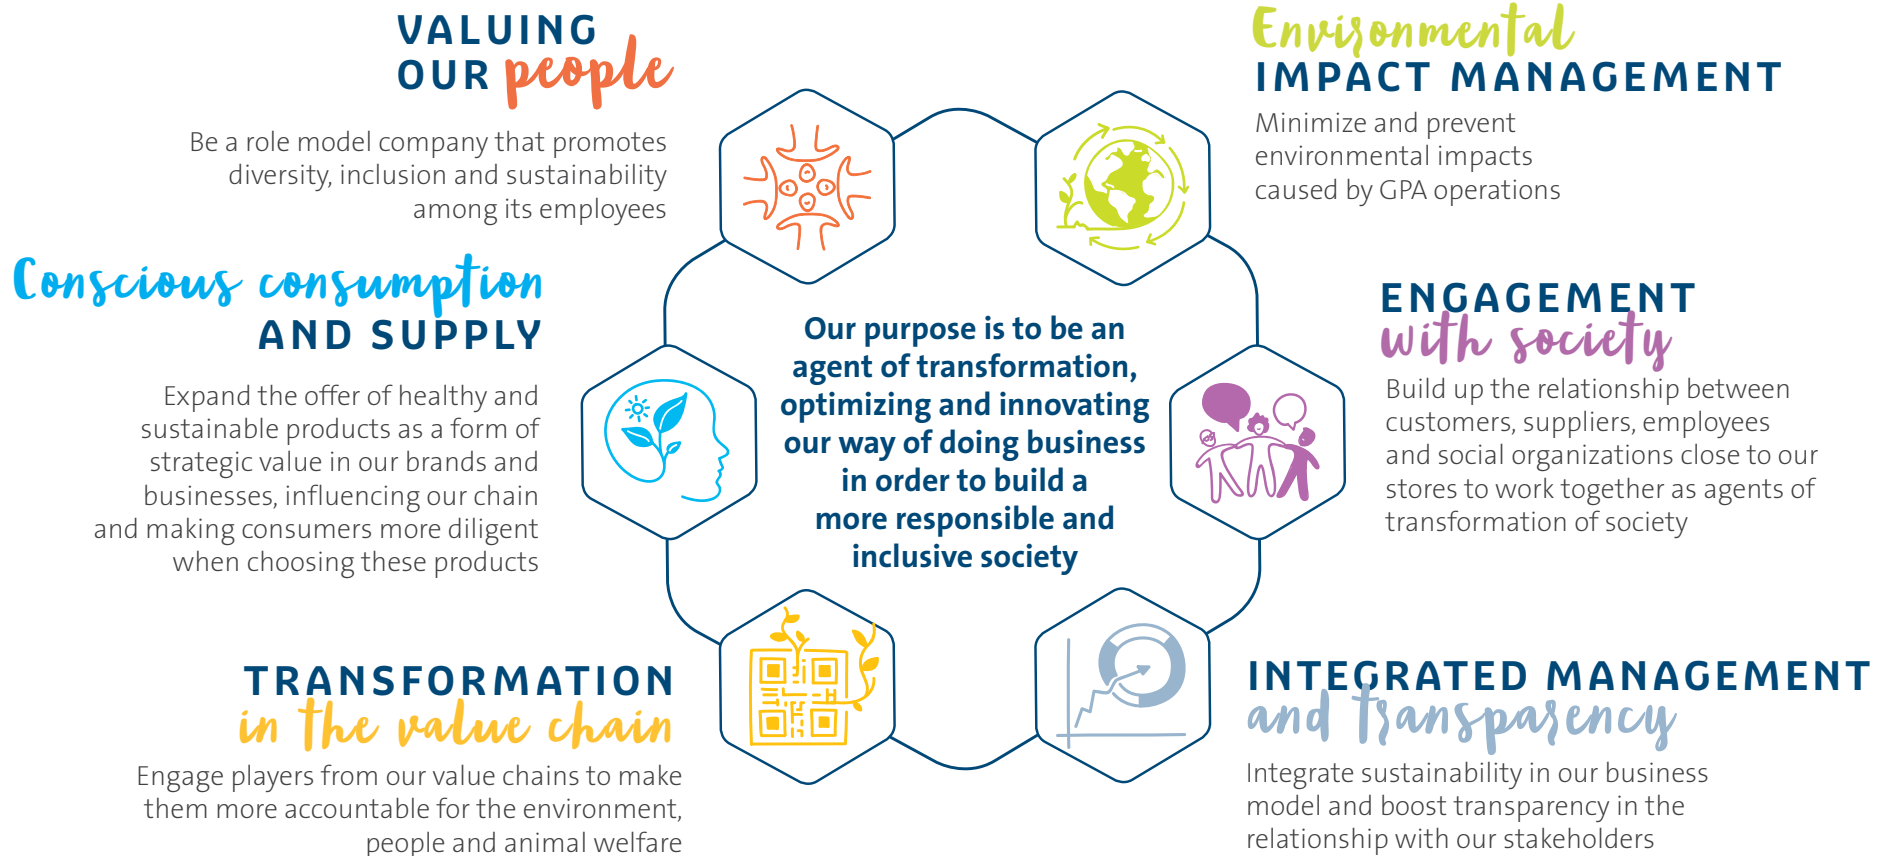 VALUING
OUR people
Be a role model company that promotes
diversity, inclusion and sustainability
among its employees
Conscious consumption
AND SUPPLY
Expand the offer of healthy and
sustainable products as a form of
strategic value in our brands and
businesses, influencing our chain
and making consumers more diligent
when choosing these products
TRANSFORMATION
in the value chain
Engage players from our value chains to make
them more accountable for the environment,
people and animal welfare
Our purpose is to be an
agent of transformation,
optimizing and innovating
our way of doing business
in order to build a
more responsible and
inclusive society
Environmental
IMPACT MANAGEMENT
Minimize and prevent
environmental impacts
caused by GPA operations
ENGAGEMENT
with society
Build up the relationship between
customers, suppliers, employees
and social organizations close to our
stores to work together as agents of
transformation of society
INTEGRATED MANAGEMENT
and transparency
Integrate sustainability in our business
model and boost transparency in the
relationship with our stakeholders